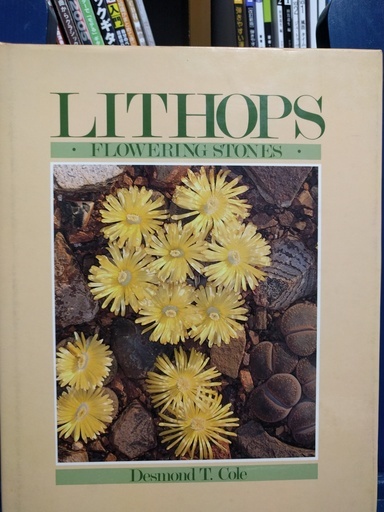 LITHOPS
· FLOWERING STONES ·
Desmond T. Cole